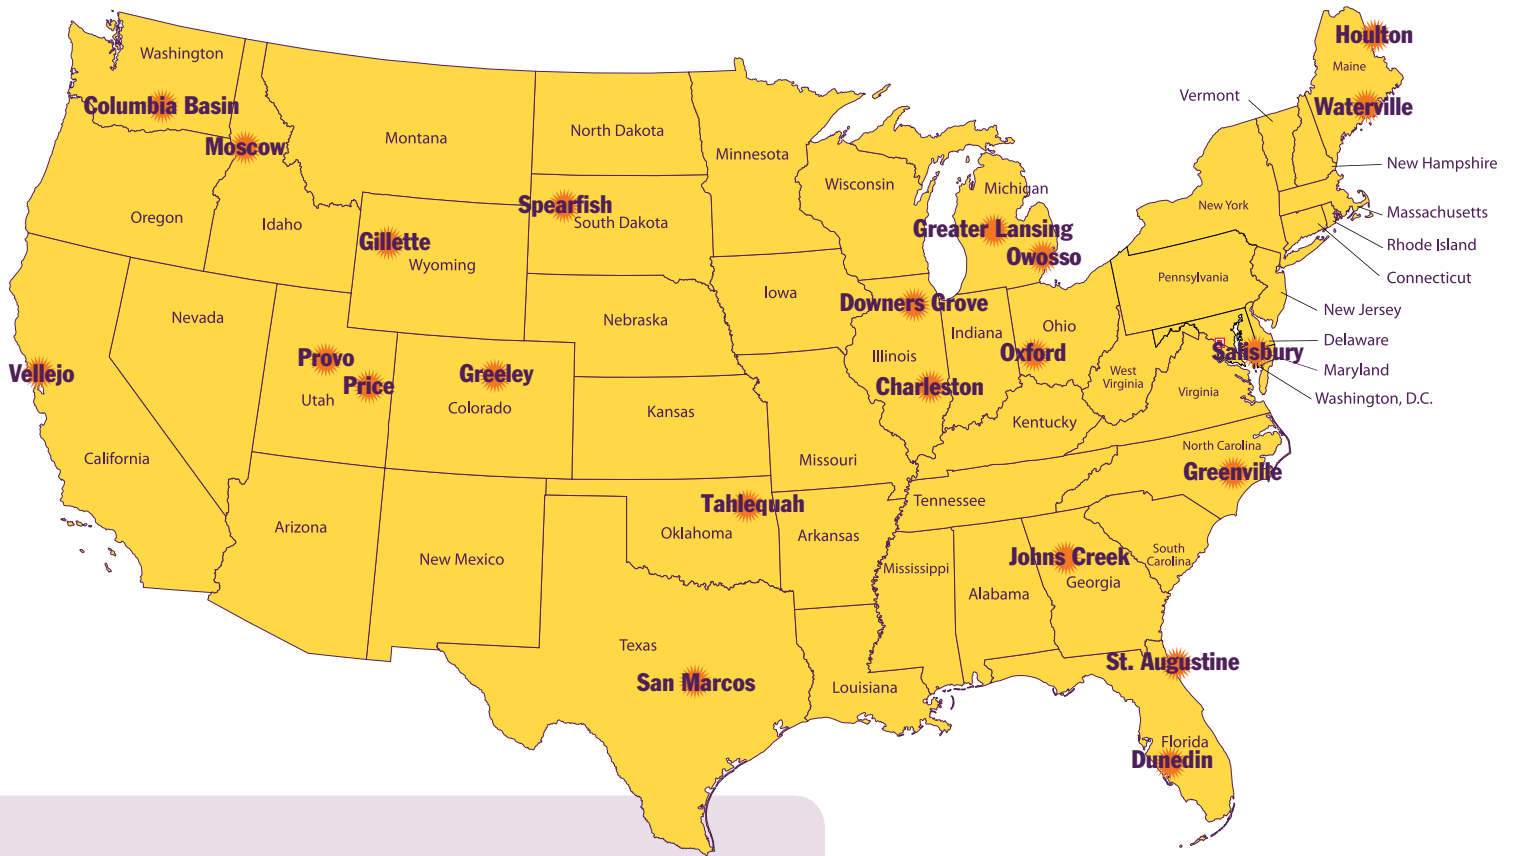 Houlton
Washington
Maine
Vermont
Columbia Basin
Waterville
North Dakota
Montana
Moscow
Minnesota
New Hampshire
Wisconsin
Michigan
Spearfish
New York
Massachusetts
Oregon
Idaho
South Dakota
Greater Lansing
Gillette
Rhode Island
Owosso
Wyoming
Pennsylvania
Connecticut
Iowa
Downers Grove
New Jersey
Nevada
Nebraska
Indiana
Ohio
Delaware
Provo
Illinois
Oxford
Salisbury
Vellejo
Price
Greeley
Charleston
West
Virginia
Maryland
Utah
Colorado
Kansas
Virginia
Washington, D.C.
Kentucky
California
Missouri
North Carolina
Greenville
Tahlequah
Tennessee
Arizona
Oklahoma
Arkansas
New Mexico
Mississippi
Johns Creek
South
Carolina
Alabama
Georgia
Texas
St. Augustine
San Marcos
Louisiana
Florida
Dunedin